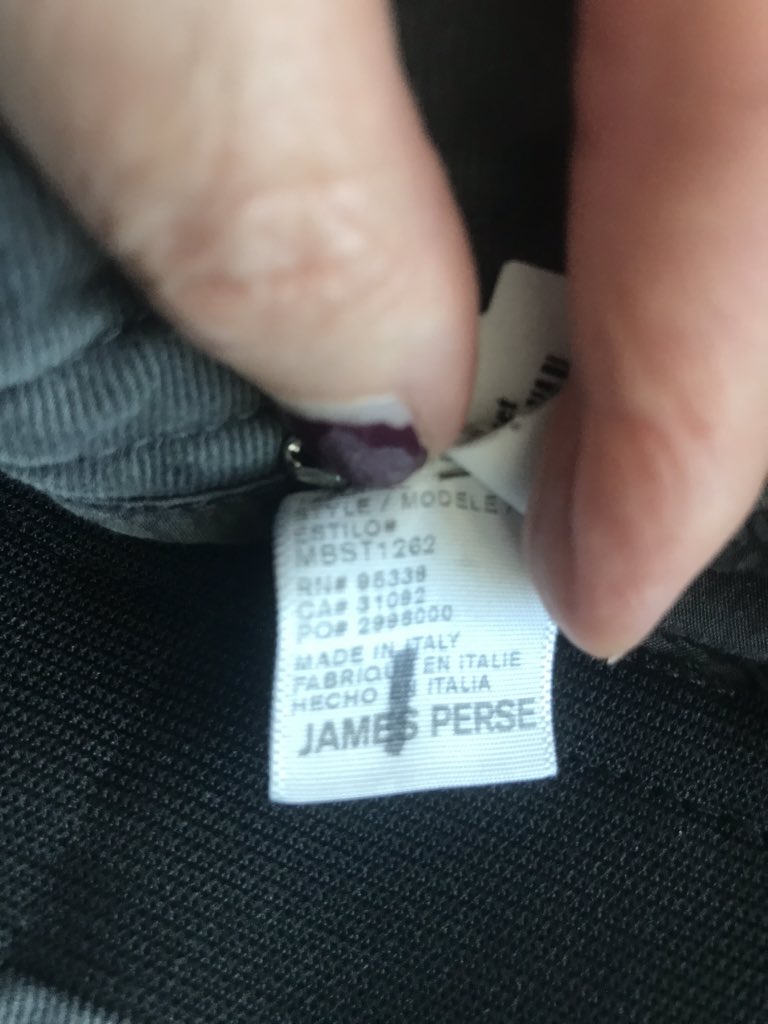 STYLE / MODELE
ESTILO#
MBST1262
RN# 95339
CA# 31092
PO# 2995000
MADE IN ITALY
FABRIQUE EN ITALIE
HECHO EN ITALIA
JAMES PERSE